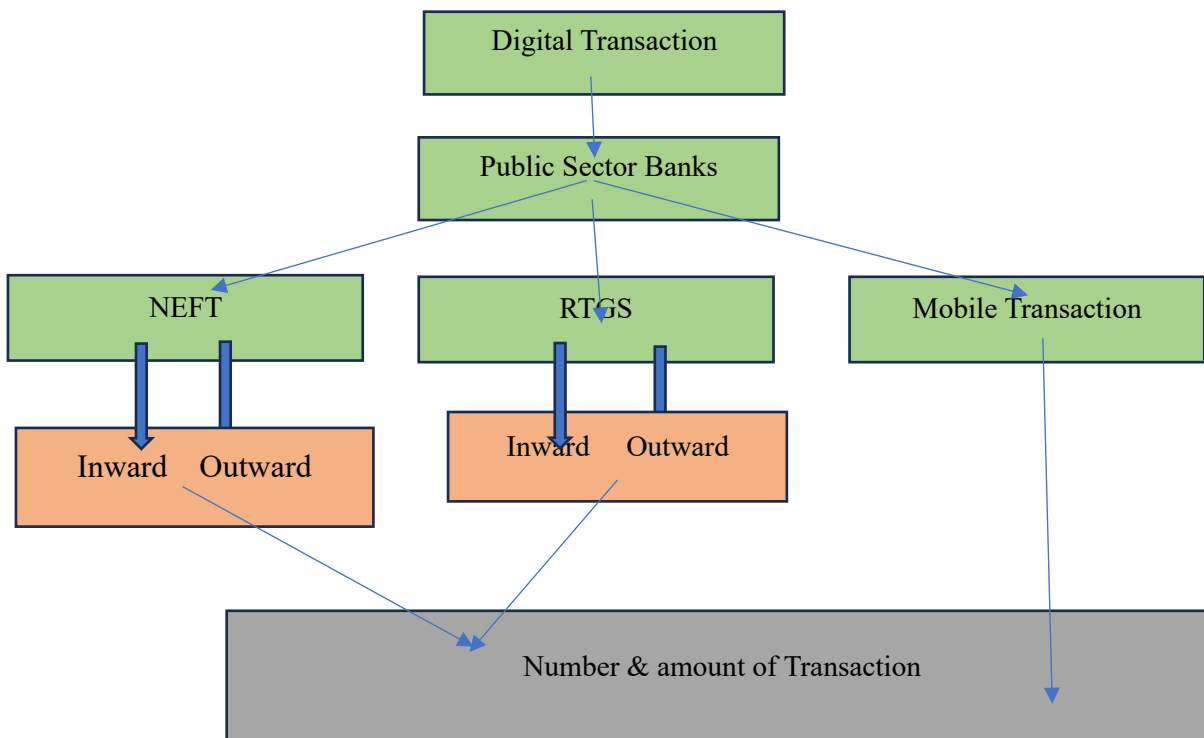 Digital Transaction
Public Sector Banks
NEFT
RTGS
Mobile Transaction
Inward Outward
Inward Outward
Number & amount of Transaction